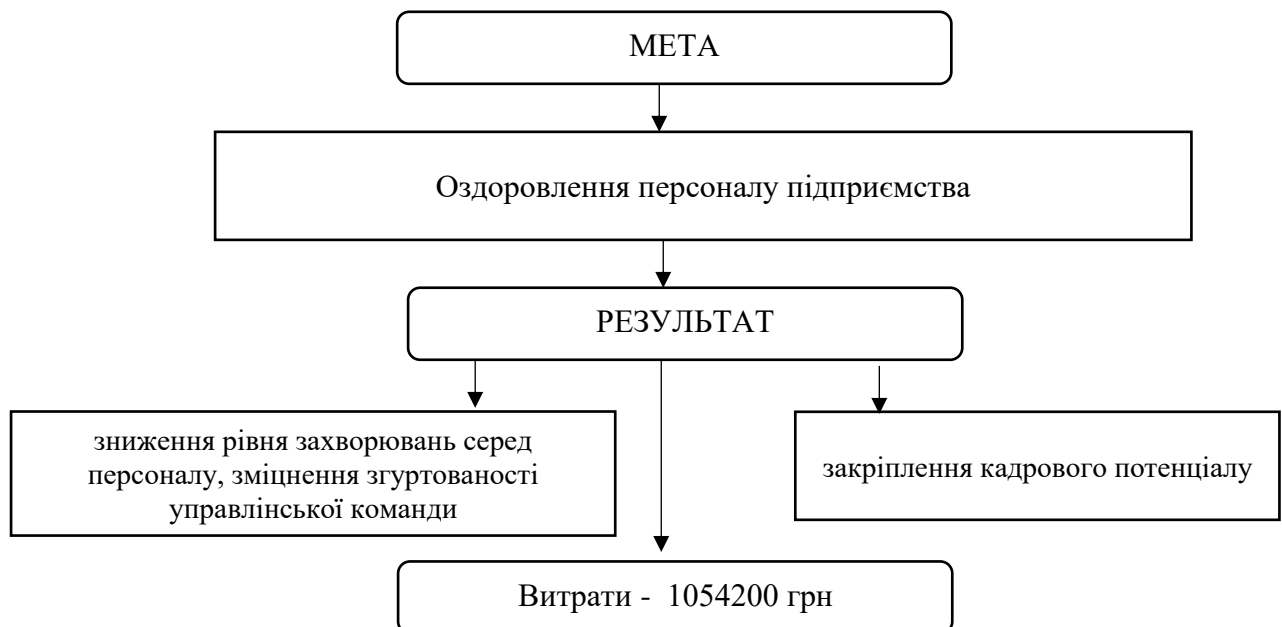 МЕТА
Оздоровлення персоналу підприємства
РЕЗУЛЬТАТ
зниження рівня захворювань серед
персоналу, зміцнення згуртованості
управлінської команди
закріплення кадрового потенціалу
Витрати - 1054200 грн